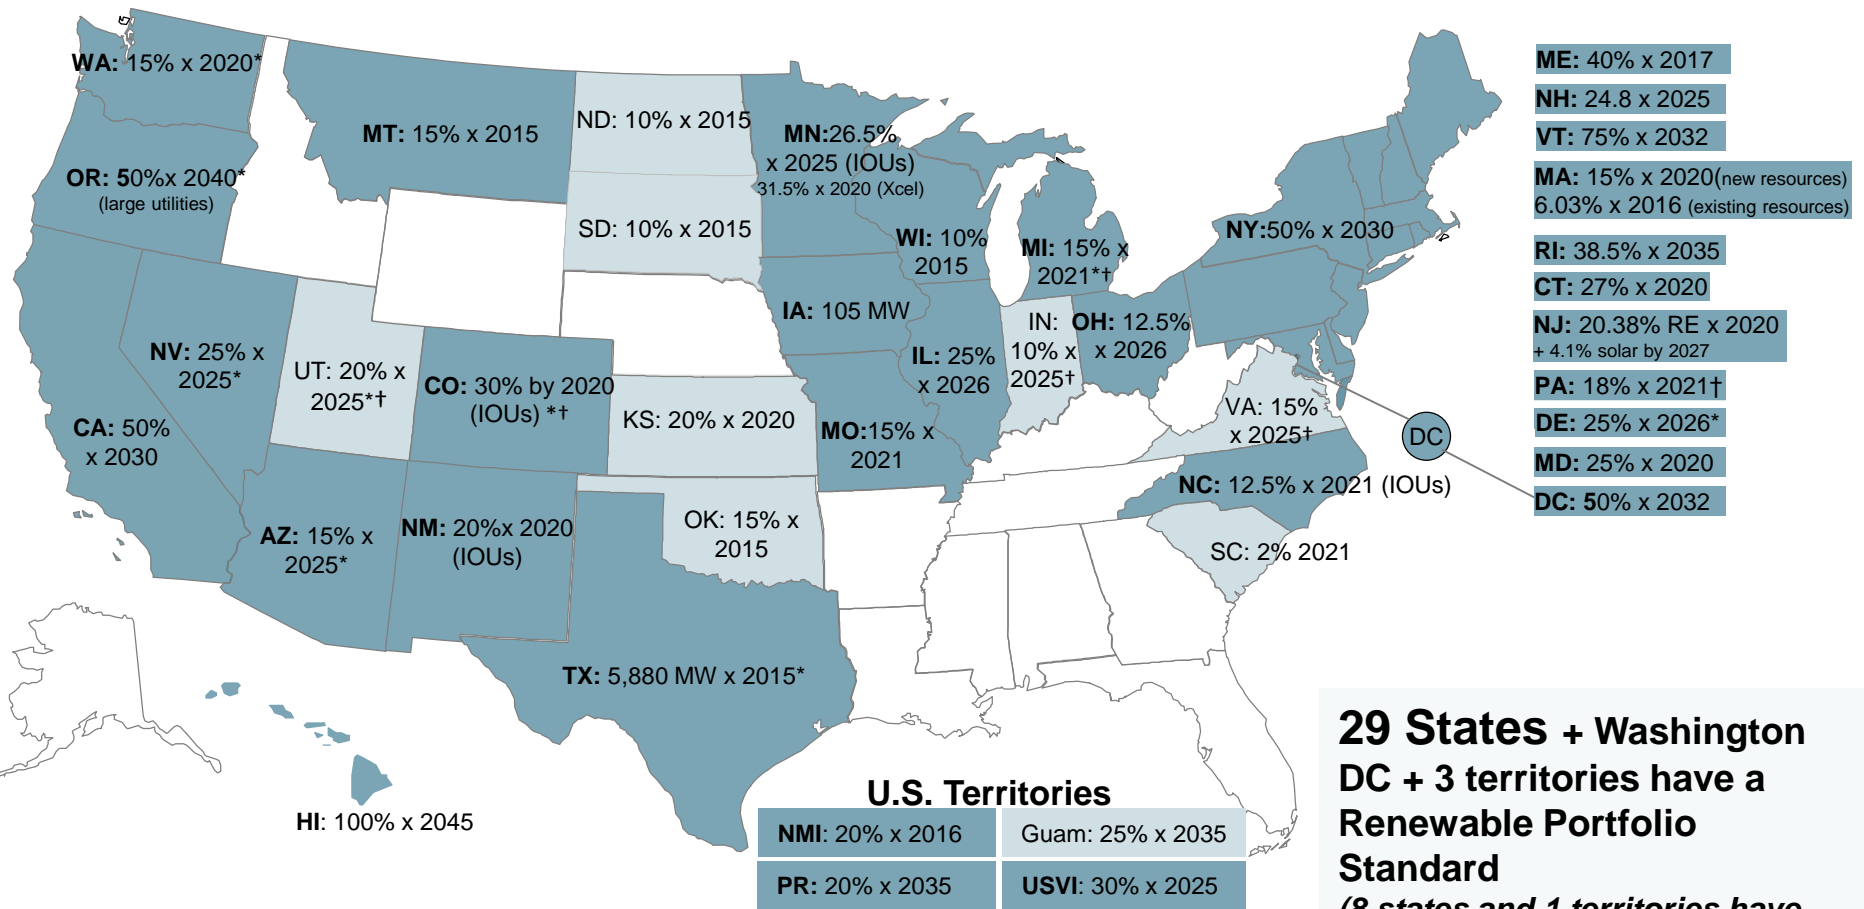 WA: 15% x 2020*
MT: 15% x 2015
ND: 10% x 2015
MN:26.5%
x 2025 (IOUs)
31.5% x 2020 (Xcel)
OR: 50%x 2040*
(large utilities)
SD: 10% x 2015
WI: 10%
2015
MI: 15% x
2021*†
NY:50% x 2030
IA: 105 MW
IN:
10% x
2025†
OH: 12.5%
x 2026
NV: 25% x
2025*
UT: 20% x
2025*†
CO: 30% by 2020
(IOUs) *†
IL: 25%
x 2026
CA: 50%
x 2030
KS: 20% x 2020
MO:15% x
2021
VA: 15%
x 2025†
DC
NC: 12.5% x 2021 (IOUs)
AZ: 15% x
2025*
NM: 20%x 2020
(IOUs)
OK: 15% x
2015
SC: 2% 2021
TX: 5,880 MW x 2015*
HI: 100% x 2045
ME: 40% x 2017
NH: 24.8 x 2025
VT: 75% x 2032
MA: 15% x 2020(new resources)
6.03% x 2016 (existing resources)
RI: 38.5% x 2035
CT: 27% x 2020
NJ: 20.38% RE x 2020
+ 4.1% solar by 2027
PA: 18% x 2021†
DE: 25% x 2026*
MD: 25% x 2020
DC: 50% x 2032
U.S. Territories
NMI: 20% x 2016
Guam: 25% x 2035
PR: 20% x 2035
USVI: 30% x 2025
29 States + Washington
DC + 3 territories have a
Renewable Portfolio
Standard
(8 states and 1 territories have